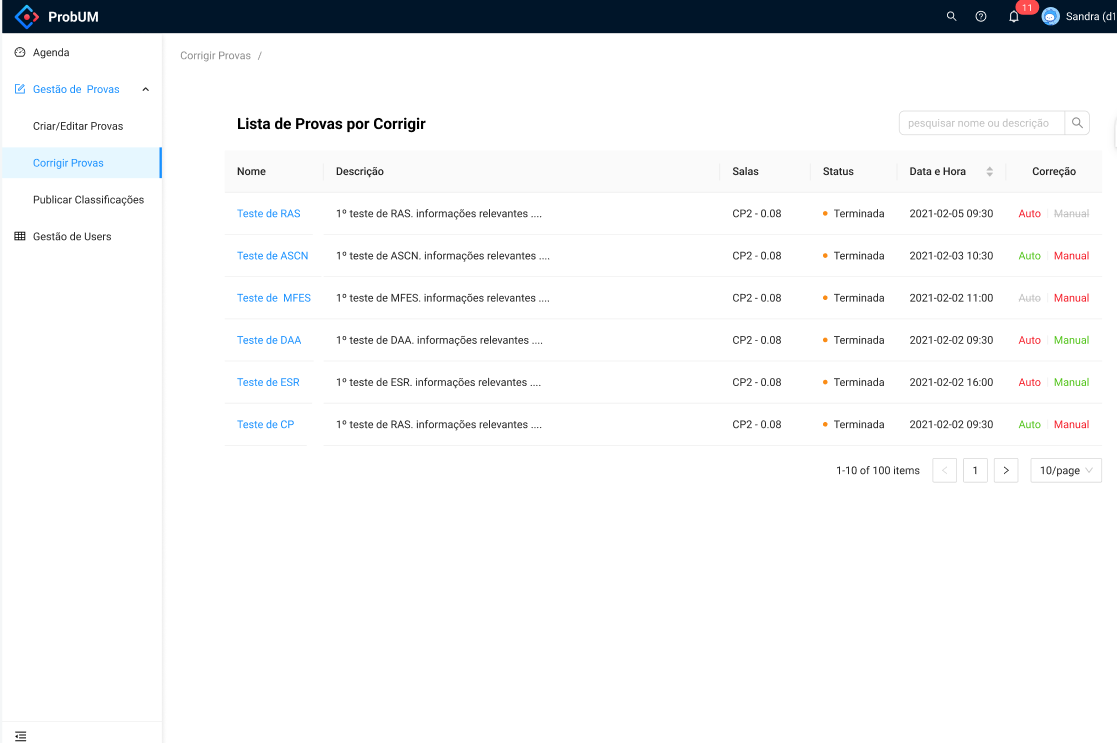 ProbUM
11
Sandra (d1
Agenda
Gestão de Provas
Criar/Editar Provas
Corrigir Provas
Publicar Classificações
Gestão de Users
Corrigir Provas /
Lista de Provas por Corrigir
pesquisar nome ou descrição
Nome Descrição Salas Status Data e Hora Correção
Teste de RAS 1º teste de RAS. informações relevantes .... CP2 - 0.08 Terminada 2021-02-05 09:30 Auto Manual
Teste de ASCN 1º teste de ASCN. informações relevantes .... CP2 - 0.08 Terminada 2021-02-03 10:30 Auto Manual
Teste de MFES 1º teste de MFES. informações relevantes .... CP2 - 0.08 Terminada 2021-02-02 11:00 Auto Manual
Teste de DAA 1º teste de DAA. informações relevantes .... CP2 - 0.08 Terminada 2021-02-02 09:30 Auto Manual
Teste de ESR 1º teste de ESR. informações relevantes .... CP2 - 0.08 Terminada 2021-02-02 16:00 Auto Manual
Teste de CP 1º teste de RAS. informações relevantes .... CP2 - 0.08 Terminada 2021-02-02 09:30 Auto Manual
1-10 of 100 items < 1 > 10/page